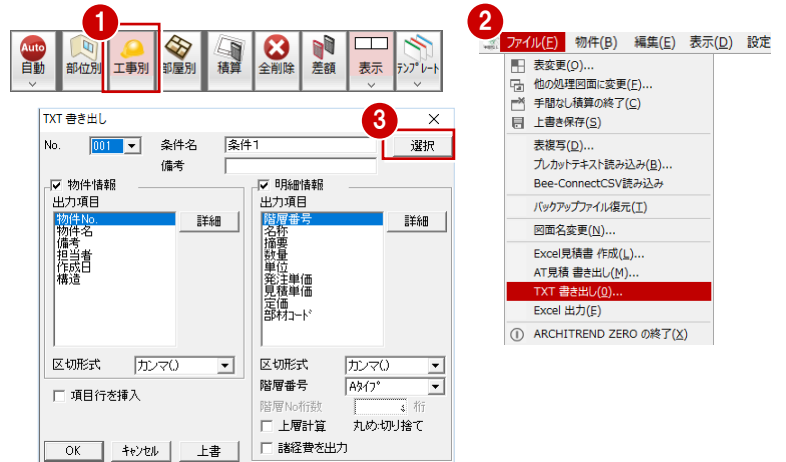 1
Auto
自動
部位別
工事別
部屋別
積算
全削除
差額
表示
ﾃﾝﾌﾟﾚｰﾄ
2
ファイル(F) 物件(B) 編集(E) 表示(D) 設定
表変更(O)...
他の処理図面に変更(F)...
手間なし積算の終了(C)
上書き保存(S)
表複写(D)...
プレカットテキスト読み込み(B)...
Bee-ConnectCSV読み込み
バックアップファイル復元(T)
図面名変更(N)...
Excel見積書 作成(L)...
AT見積 書き出し(M)...
TXT 書き出し(0)...
Excel 出力(E)
ARCHITREND ZERO の終了(X)
TXT 書き出し
3
No. 001 条件名 条件1 選択
備考
物件情報
出力項目
物件No.
物件名
備考
担当者
作成日
構造
詳細
区切形式 カンマ(,)
項目行を挿入
OK ｷｬﾝｾﾙ 上書
明細情報
出力項目
階層番号
名称
摘要
数量
単位
発注単価
見積単価
定価
部材ｺｰﾄﾞ
詳細
区切形式 カンマ(,)
階層番号 Aﾀｲﾌﾟ
階層No桁数 4 桁
上層計算 丸め:切り捨て
諸経費を出力